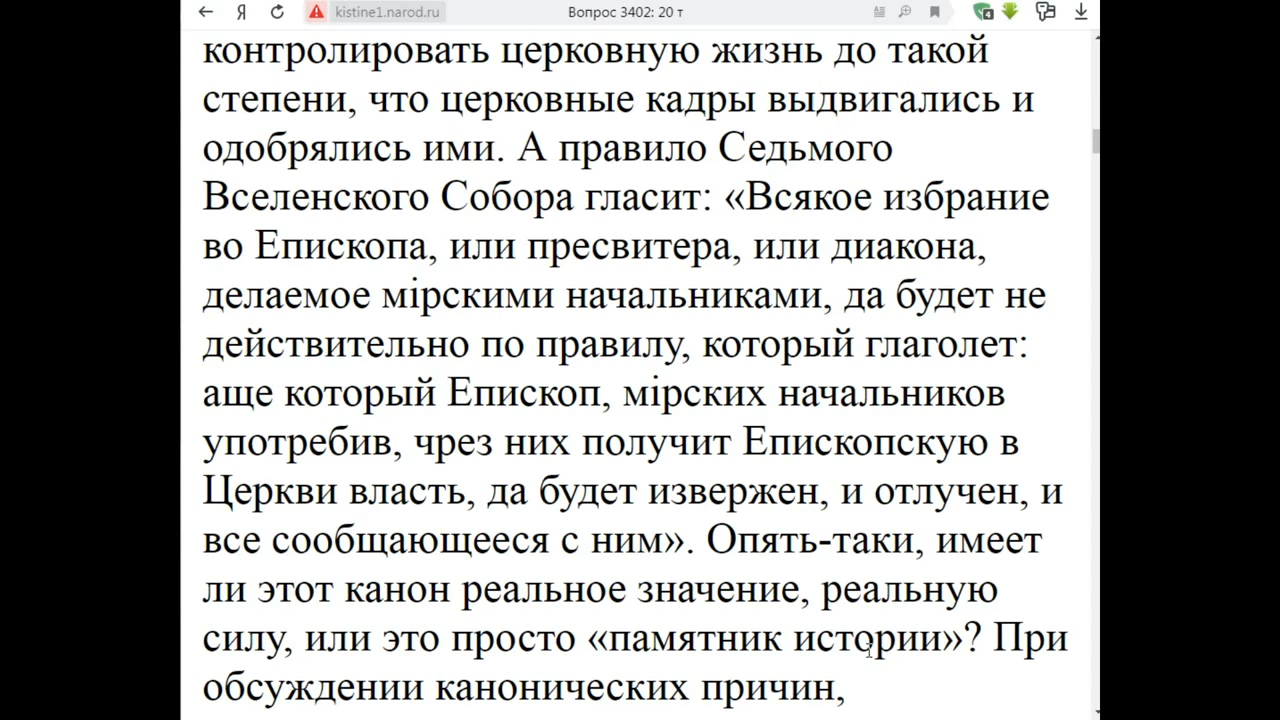 kistine1.narod.ru
Вопрос 3402: 20 т
4
контролировать церковную жизнь до такой
степени, что церковные кадры выдвигались и
одобрялись ими. А правило Седьмого
Вселенского Собора гласит: «Всякое избрание
во Епископа, или пресвитера, или диакона,
делаемое мірскими начальниками, да будет не
действительно по правилу, который глаголет:
аще который Епископ, мірских начальников
употребив, чрез них получит Епископскую в
Церкви власть, да будет извержен, и отлучен, и
все сообщающееся с ним». Опять-таки, имеет
ли этот канон реальное значение, реальную
силу, или это просто «памятник истории»? При
обсуждении канонических причин,